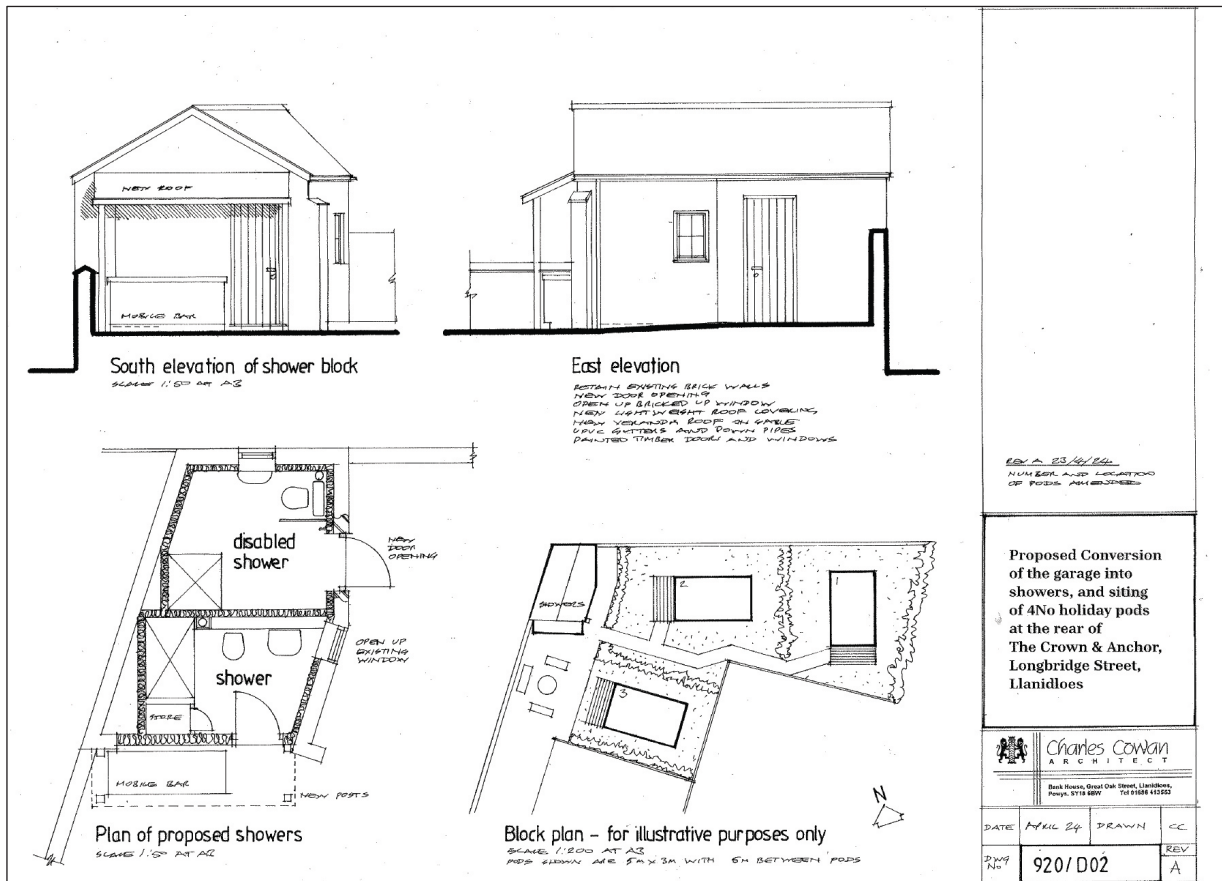 NEW ROOF
MOBILE BAR
South elevation of shower block
SCALE 1:50 AT A3
East elevation
RETAIN EXISTING BRICK WALLS
NEW DOOR OPENING
OPEN UP BRICKED UP WINDOW
NEW LIGHTWEIGHT ROOF COVERING
NEW VERANDA ROOF ON GABLE
UPVC GUTTERS AND DOWN PIPES
PAINTED TIMBER DOORS AND WINDOWS
disabled
shower
NEW
DOOR
OPENING
OPEN UP
EXISTING
WINDOW
shower
STORE
MOBILE BAR
NEW POSTS
Plan of proposed showers
SCALE 1:50 AT A3
SHOWERS
2
1
3
N
Block plan - for illustrative purposes only
SCALE 1:200 AT A3
PODS SHOWN ARE 5M X 3M WITH 6M BETWEEN PODS
REV A 23/4/24
NUMBER AND LOCATION
OF PODS AMENDED
Proposed Conversion
of the garage into
showers, and siting
of 4No holiday pods
at the rear of
The Crown & Anchor,
Longbridge Street,
Llanidloes
Charles Cowan
ARCHITECT
Bank House, Great Oak Street, Llanidloes,
Powys. SY18 6BW Tel 01686 413553
DATE APRIL 24 DRAWN CC
DWG No 920/D02 REV A